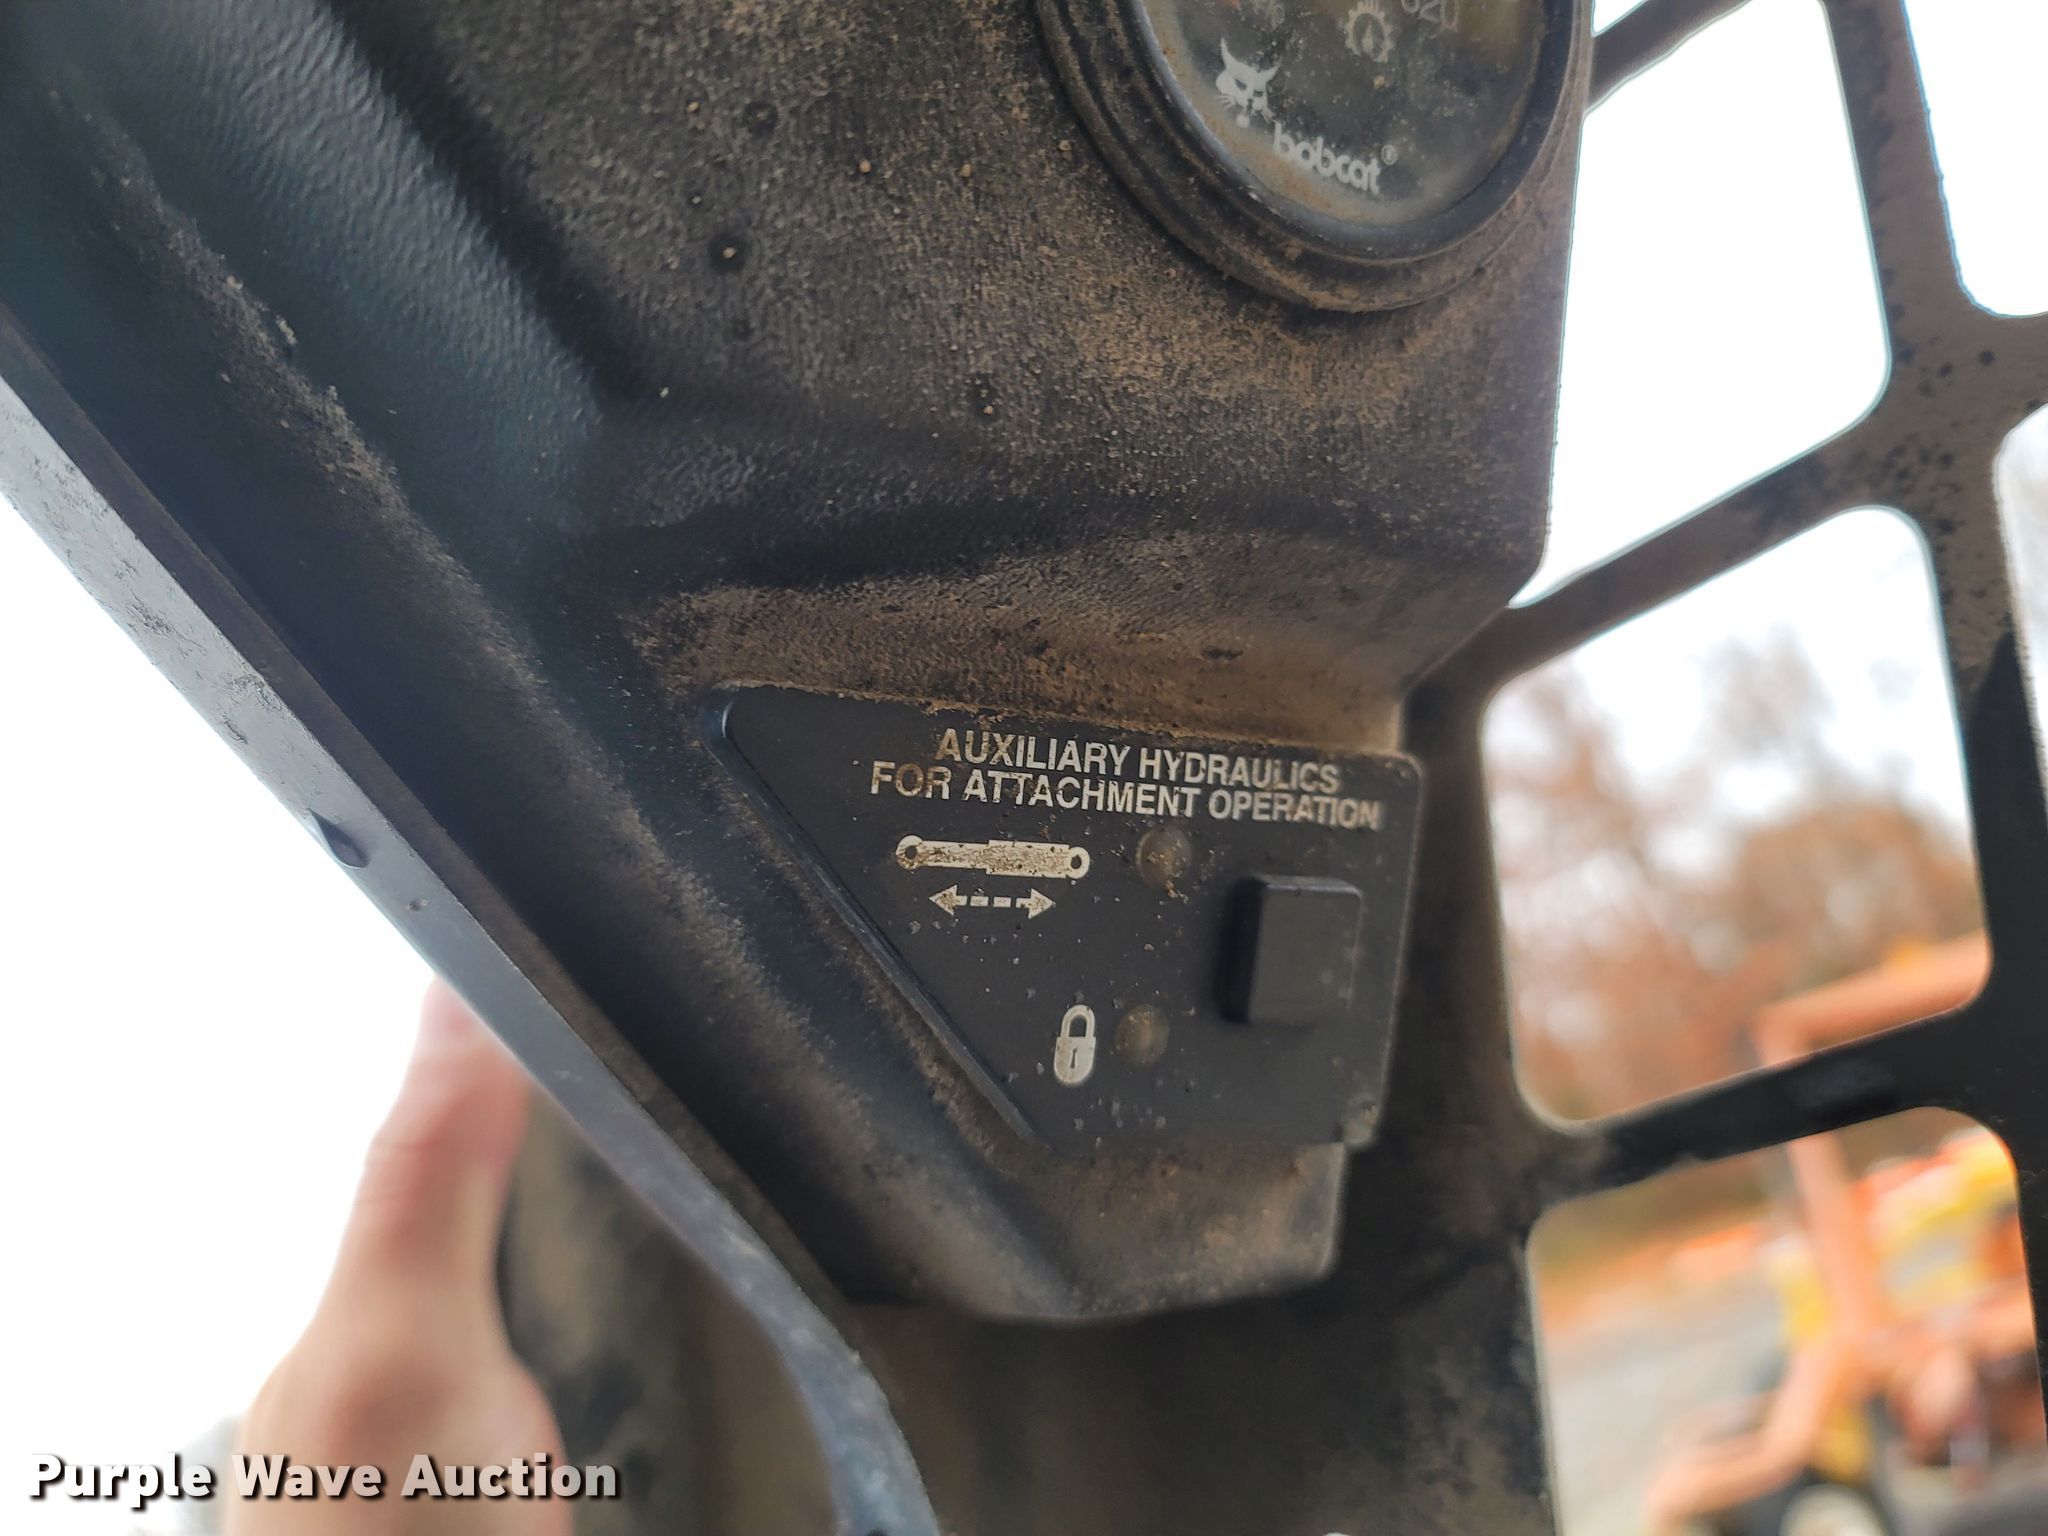 bobcat®
AUXILIARY HYDRAULICS
FOR ATTACHMENT OPERATION
Purple Wave Auction